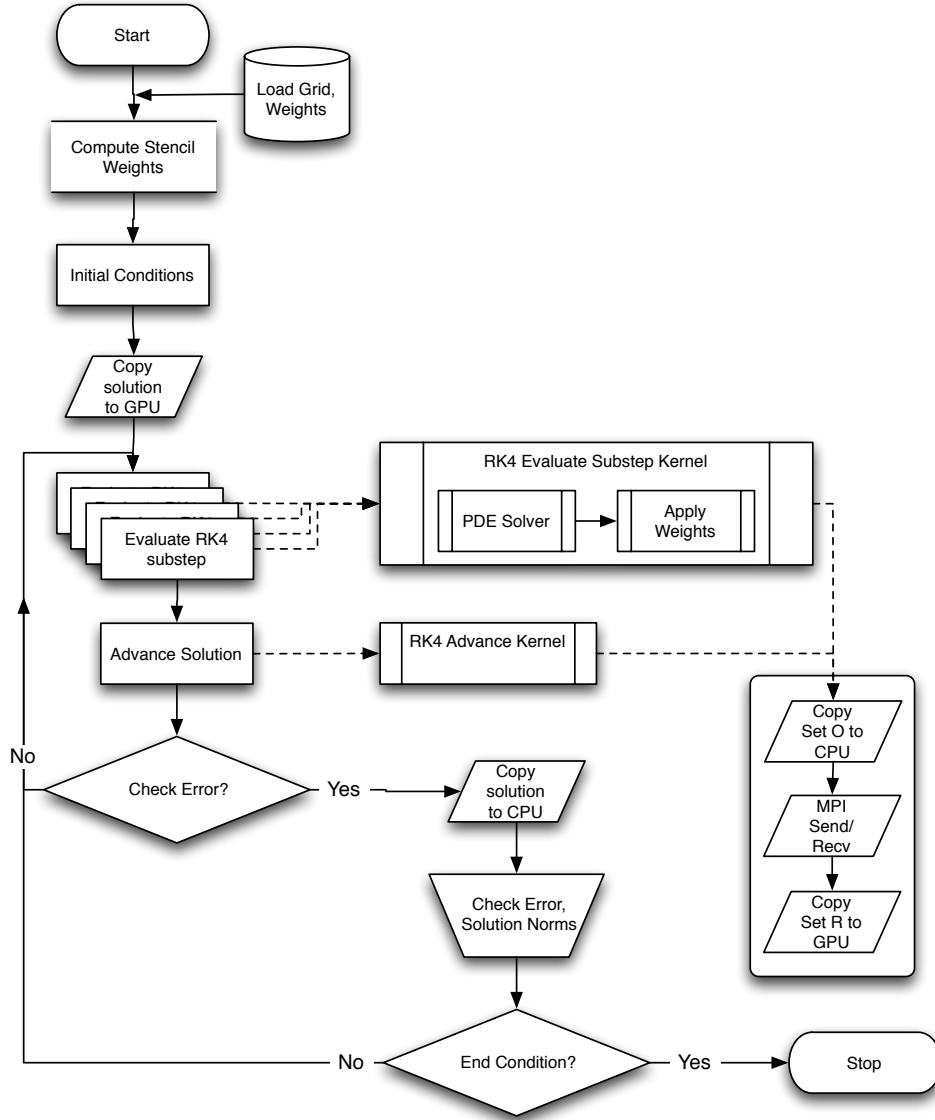 Start
Load Grid,
Weights
Compute Stencil
Weights
Initial Conditions
Copy
solution
to GPU
Evaluate RK4
substep
RK4 Evaluate Substep Kernel
PDE Solver
Apply
Weights
Advance Solution
RK4 Advance Kernel
Copy
Set O to
CPU
MPI
Send/
Recv
Copy
Set R to
GPU
No
Check Error?
Yes
Copy
solution
to CPU
Check Error,
Solution Norms
No
End Condition?
Yes
Stop